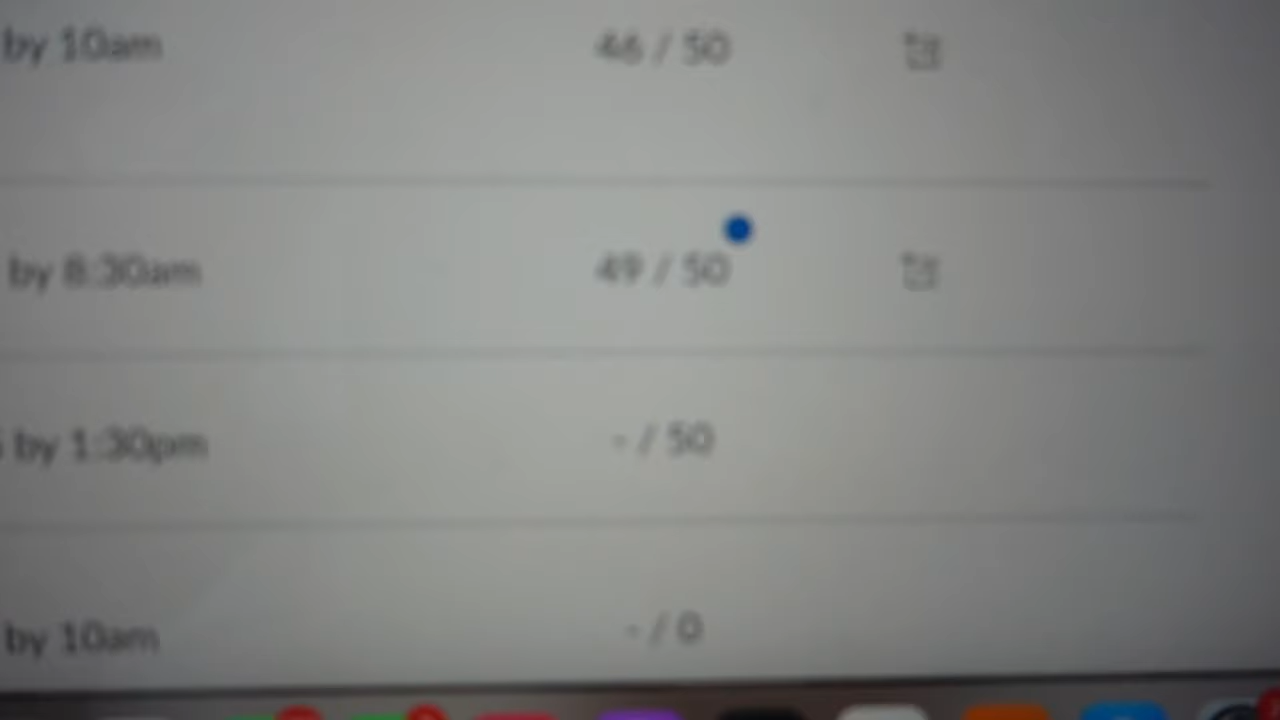 by 10am 46 / 50
by 8:30am 49 / 50
by 1:30pm - / 50
by 10am - / 0